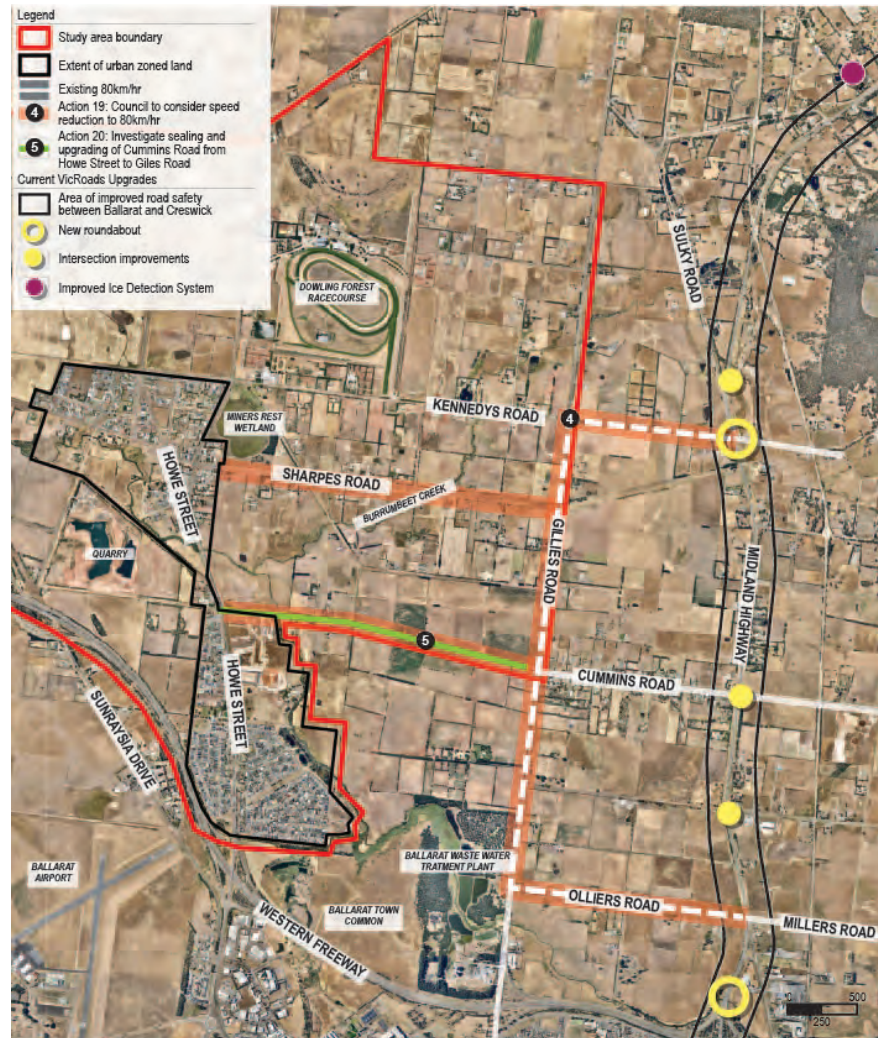 Legend
Study area boundary
Extent of urban zoned land
Existing 80km/hr
4
Action 19: Council to consider speed
reduction to 80km/hr
5
Action 20: Investigate sealing and
upgrading of Cummins Road from
Howe Street to Giles Road
Current VicRoads Upgrades
Area of improved road safety
between Ballarat and Creswick
New roundabout
Intersection improvements
Improved Ice Detection System
SULKY ROAD
DOWLING FOREST
RACECOURSE
KENNEDYS ROAD
4
MINERS REST
WETLAND
HOWE STREET
SHARPES ROAD
BURRUMBEET CREEK
QUARRY
GILLIES ROAD
MIDLAND HIGHWAY
5
HOWE STREET
CUMMINS ROAD
SUNRAYSIA DRIVE
BALLARAT
AIRPORT
BALLARAT WASTE WATER
TRATMENT PLANT
BALLARAT TOWN
COMMON
OLLIERS ROAD
MILLERS ROAD
WESTERN FREEWAY
0 500
250